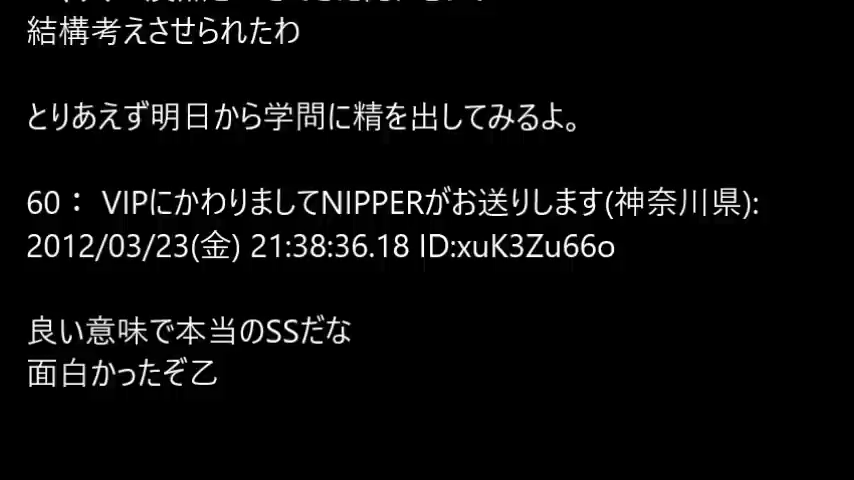 結構考えさせられたわ
とりあえず明日から学問に精を出してみるよ。
60： VIPにかわりましてNIPPERがお送りします(神奈川県):
2012/03/23(金) 21:38:36.18 ID:xuK3Zu66o
良い意味で本当のSSだな
面白かったぞ乙